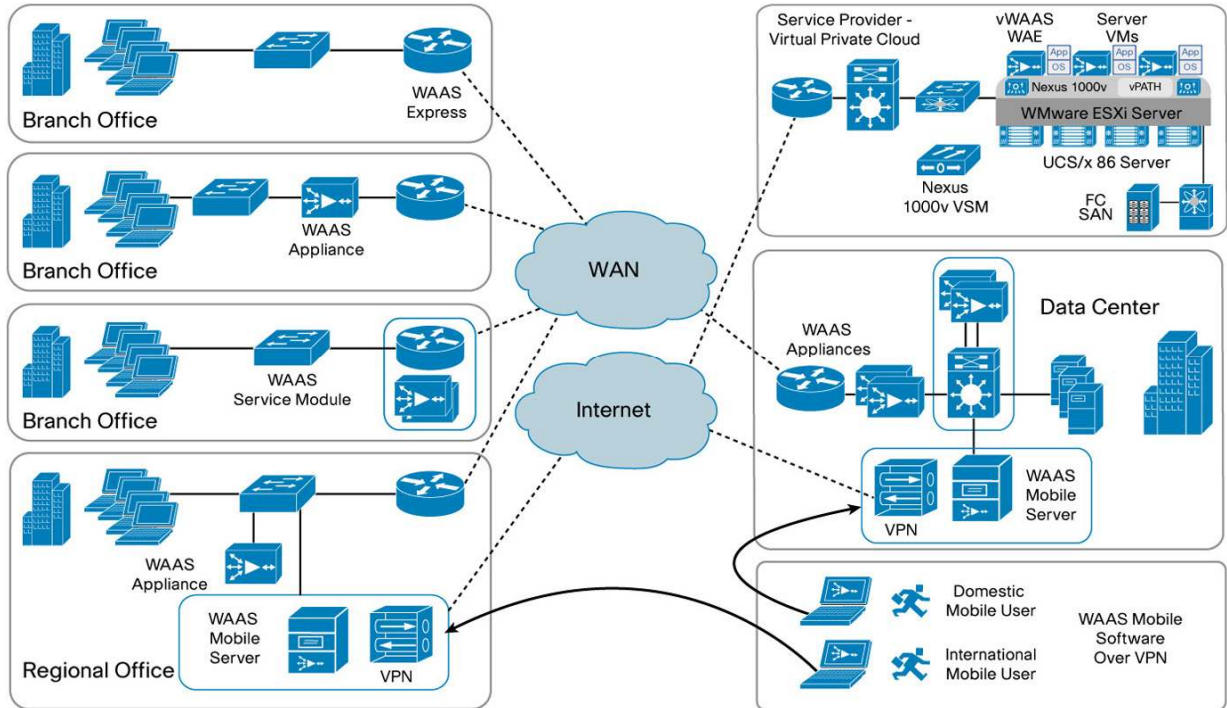 WAAS
Express
Branch Office
WAAS
Appliance
Branch Office
WAAS
Service Module
Branch Office
WAAS
Appliance
WAAS
Mobile
Server
VPN
Regional Office
WAN
Internet
Service Provider -
Virtual Private Cloud
vWAAS
WAE
Server
VMs
App
OS
App
OS
App
OS
Nexus 1000v
vPATH
WMware ESXi Server
UCS/x 86 Server
Nexus
1000v VSM
FC
SAN
Data Center
WAAS
Appliances
VPN
WAAS
Mobile
Server
Domestic
Mobile User
International
Mobile User
WAAS Mobile
Software
Over VPN